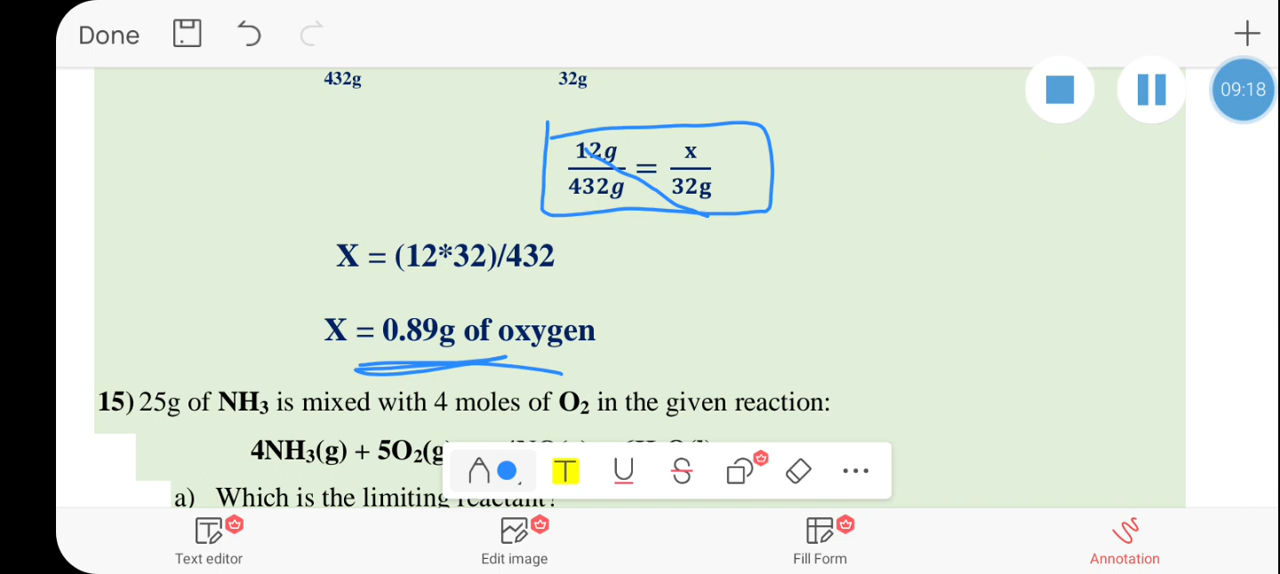 Done
432g 32g
09:18
12g/432g = x/32g
X = (12*32)/432
X = 0.89g of oxygen
15) 25g of NH₃ is mixed with 4 moles of O₂ in the given reaction:
4NH₃(g) + 5O₂(g
a) Which is the limiting reactant?
T U S
Text editor Edit image Fill Form Annotation